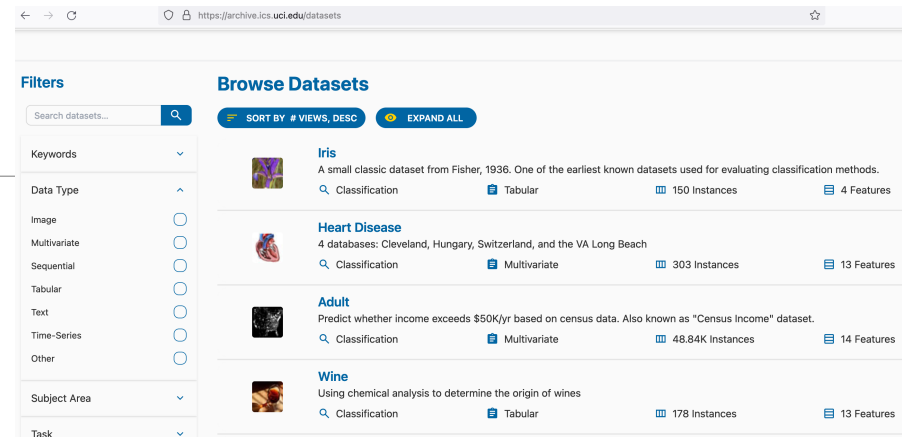 https://archive.ics.uci.edu/datasets
Filters
Search datasets...
Keywords
Data Type
Image
Multivariate
Sequential
Tabular
Text
Time-Series
Other
Subject Area
Task
Browse Datasets
SORT BY # VIEWS, DESC EXPAND ALL
Iris
A small classic dataset from Fisher, 1936. One of the earliest known datasets used for evaluating classification methods.
Classification Tabular 150 Instances 4 Features
Heart Disease
4 databases: Cleveland, Hungary, Switzerland, and the VA Long Beach
Classification Multivariate 303 Instances 13 Features
Adult
Predict whether income exceeds $50K/yr based on census data. Also known as "Census Income" dataset.
Classification Multivariate 48.84K Instances 14 Features
Wine
Using chemical analysis to determine the origin of wines
Classification Tabular 178 Instances 13 Features